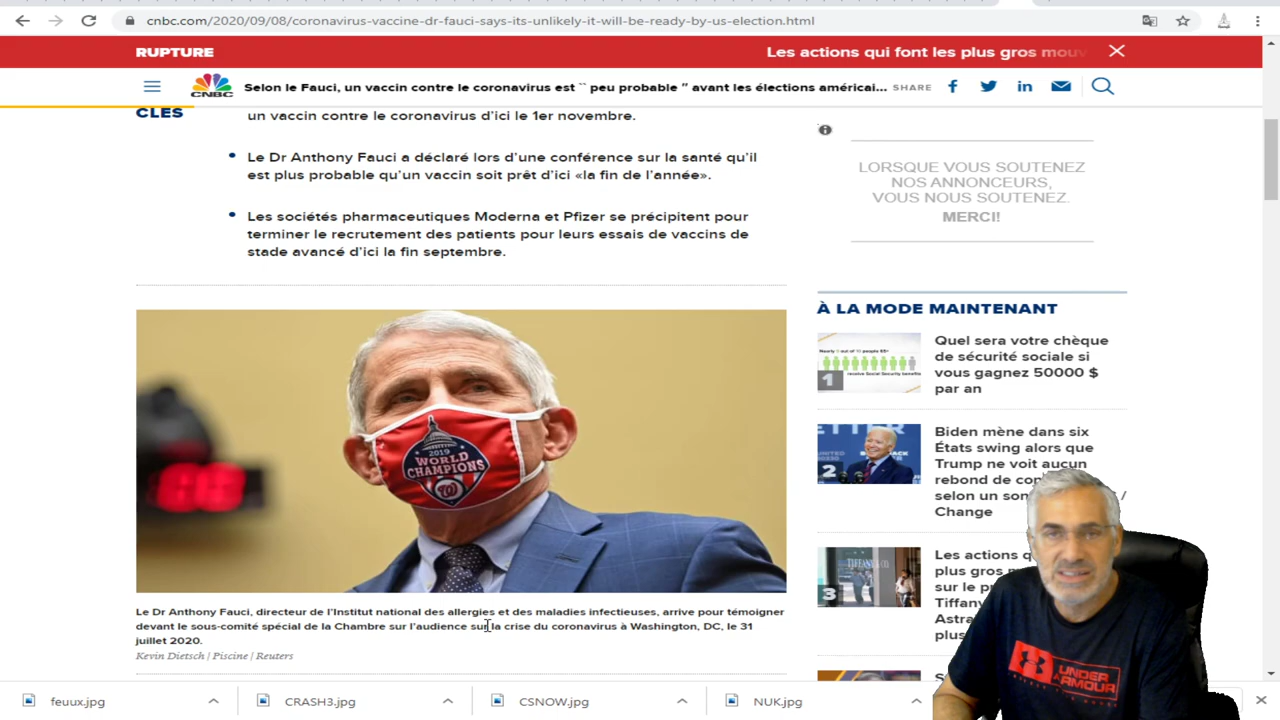 cnbc.com/2020/09/08/coronavirus-vaccine-dr-fauci-says-its-unlikely-it-will-be-ready-by-us-election.html
RUPTURE
Les actions qui font les plus gros mouv
CNBC
Selon le Fauci, un vaccin contre le coronavirus est `` peu probable '' avant les élections américai...
SHARE
CLÉS
un vaccin contre le coronavirus d'ici le 1er novembre.
Le Dr Anthony Fauci a déclaré lors d'une conférence sur la santé qu'il
est plus probable qu'un vaccin soit prêt d'ici «la fin de l'année».
Les sociétés pharmaceutiques Moderna et Pfizer se précipitent pour
terminer le recrutement des patients pour leurs essais de vaccins de
stade avancé d'ici la fin septembre.
2019
WORLD
CHAMPIONS
W
Le Dr Anthony Fauci, directeur de l'Institut national des allergies et des maladies infectieuses, arrive pour témoigner
devant le sous-comité spécial de la Chambre sur l'audience sur la crise du coronavirus à Washington, DC, le 31
juillet 2020.
Kevin Dietsch | Piscine | Reuters
LORSQUE VOUS SOUTENEZ
NOS ANNONCEURS,
VOUS NOUS SOUTENEZ.
MERCI!
À LA MODE MAINTENANT
1
Quel sera votre chèque
de sécurité sociale si
vous gagnez 50000 $
par an
2
Biden mène dans six
États swing alors que
Trump ne voit aucun
rebond de con
selon un son /
Change
3
TIFFANY & CO
Les actions q
plus gros m
sur le p
Tiffany
Astra
plus
S
UNDER
ARMOUR
feuux.jpg
CRASH3.jpg
CSNOW.jpg
NUK.jpg